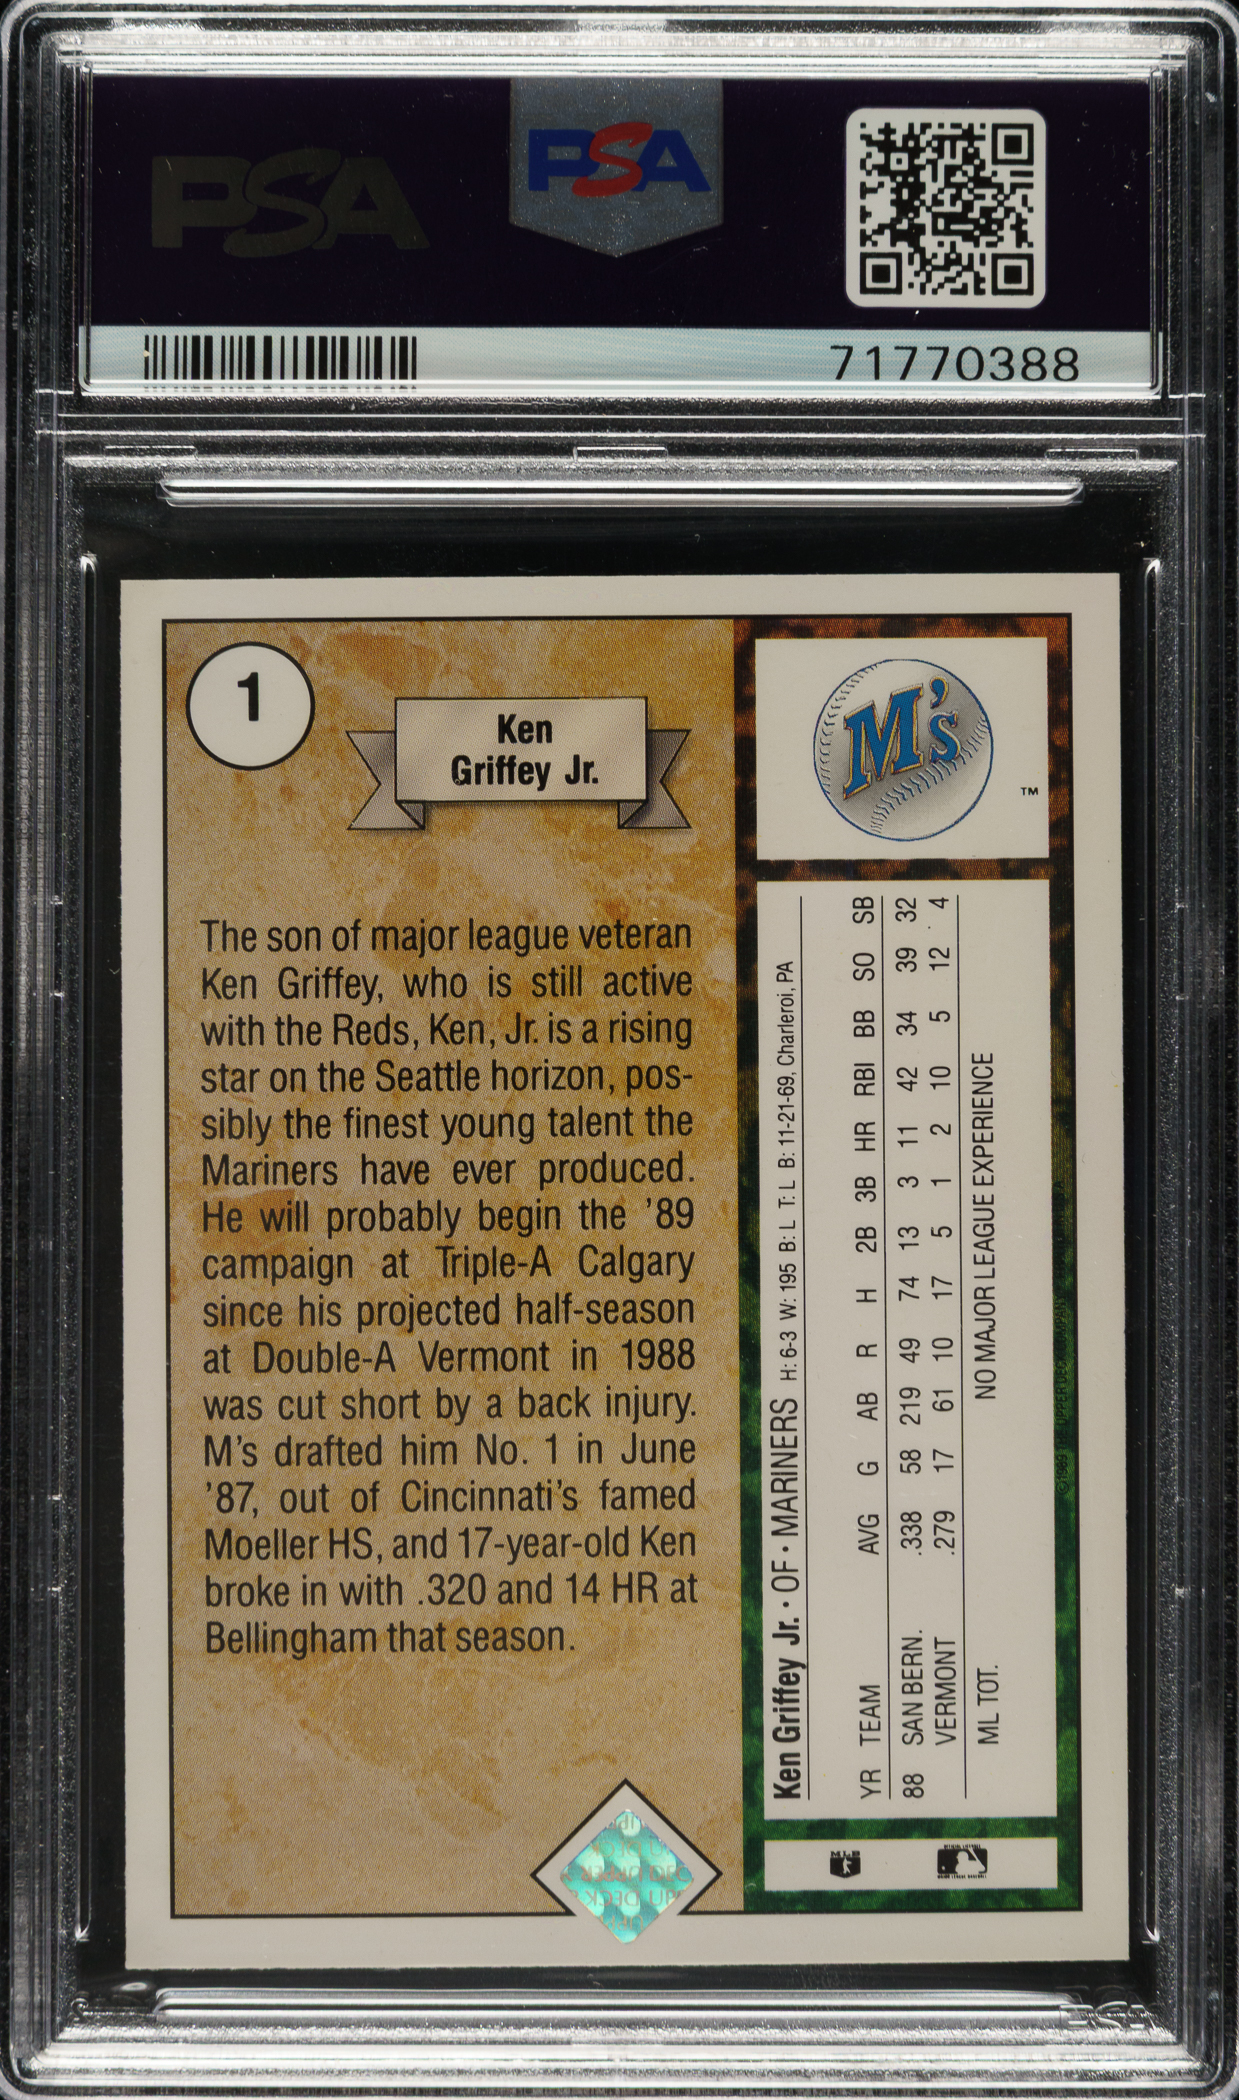 PSA
PSA
71770388
1
Ken
Griffey Jr.
The son of major league veteran
Ken Griffey, who is still active
with the Reds, Ken, Jr. is a rising
star on the Seattle horizon, pos-
sibly the finest young talent the
Mariners have ever produced.
He will probably begin the '89
campaign at Triple-A Calgary
since his projected half-season
at Double-A Vermont in 1988
was cut short by a back injury.
M's drafted him No. 1 in June
'87, out of Cincinnati's famed
Moeller HS, and 17-year-old Ken
broke in with .320 and 14 HR at
Bellingham that season.
M's
TM
Ken Griffey Jr. • OF • MARINERS H: 6-3 W: 195 B: L T: L B: 11-21-69, Charleroi, PA
YR TEAM AVG G AB R H 2B 3B HR RBI BB SO SB
88 SAN BERN. .338 58 219 49 74 13 3 11 42 34 39 32
VERMONT .279 17 61 10 17 5 1 2 10 5 12 4
ML TOT. NO MAJOR LEAGUE EXPERIENCE
MLB
PSA